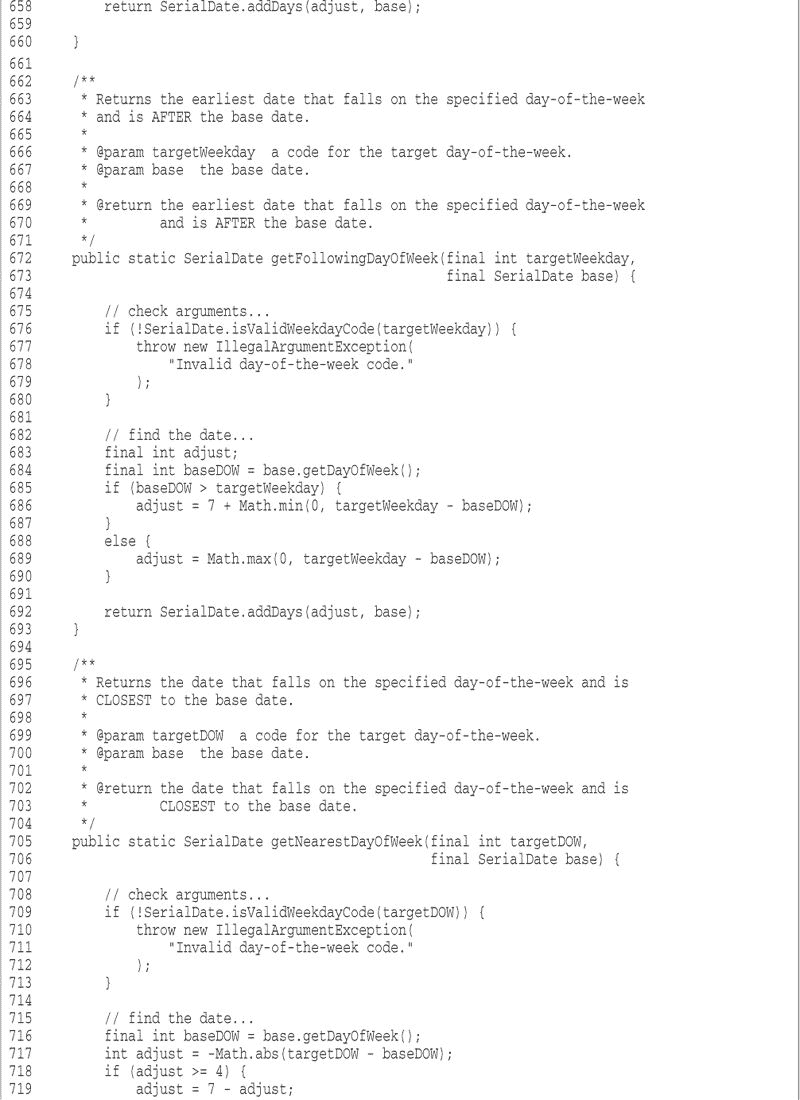 658         return SerialDate.addDays(adjust, base);
659
660     }
661
662     /**
663      * Returns the earliest date that falls on the specified day-of-the-week
664      * and is AFTER the base date.
665      *
666      * @param targetWeekday  a code for the target day-of-the-week.
667      * @param base  the base date.
668      *
669      * @return the earliest date that falls on the specified day-of-the-week
670      *         and is AFTER the base date.
671      */
672     public static SerialDate getFollowingDayOfWeek(final int targetWeekday,
673                                                    final SerialDate base) {
674
675         // check arguments...
676         if (!SerialDate.isValidWeekdayCode(targetWeekday)) {
677             throw new IllegalArgumentException(
678                 "Invalid day-of-the-week code."
679             );
680         }
681
682         // find the date...
683         final int adjust;
684         final int baseDOW = base.getDayOfWeek();
685         if (baseDOW > targetWeekday) {
686             adjust = 7 + Math.min(0, targetWeekday - baseDOW);
687         }
688         else {
689             adjust = Math.max(0, targetWeekday - baseDOW);
690         }
691
692         return SerialDate.addDays(adjust, base);
693     }
694
695     /**
696      * Returns the date that falls on the specified day-of-the-week and is
697      * CLOSEST to the base date.
698      *
699      * @param targetDOW  a code for the target day-of-the-week.
700      * @param base  the base date.
701      *
702      * @return the date that falls on the specified day-of-the-week and is
703      *         CLOSEST to the base date.
704      */
705     public static SerialDate getNearestDayOfWeek(final int targetDOW,
706                                                  final SerialDate base) {
707
708         // check arguments...
709         if (!SerialDate.isValidWeekdayCode(targetDOW)) {
710             throw new IllegalArgumentException(
711                 "Invalid day-of-the-week code."
712             );
713         }
714
715         // find the date...
716         final int baseDOW = base.getDayOfWeek();
717         int adjust = -Math.abs(targetDOW - baseDOW);
718         if (adjust >= 4) {
719             adjust = 7 - adjust;